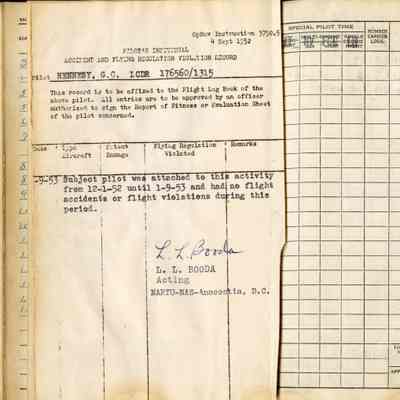 OpNav Instruction 3750.5
4 Sept 1952
PILOT'S INDIVIDUAL
ACCIDENT AND FLYING REGULATION VIOLATION RECORD
Pilot KENNEDY, G.C. LCDR 176560/1315
This record is to be affixed to the Flight Log Book of the
above pilot. All entries are to be approved by an officer
authorized to sign the Report of Fitness or Evaluation Sheet
of the pilot concerned.
Date Type Aircraft Extent Damage Flying Regulation Violated Remarks
-9-53 Subject pilot was attached to this activity
from 12-1-52 until 1-9-53 and had no flight
accidents or flight violations during this
period.
L. L. Booda
L. L. BOODA
Acting
NARTU-NAS-Anacostia, D.C.
SPECIAL PILOT TIME
NUMBER
CARRIER
LDGS.